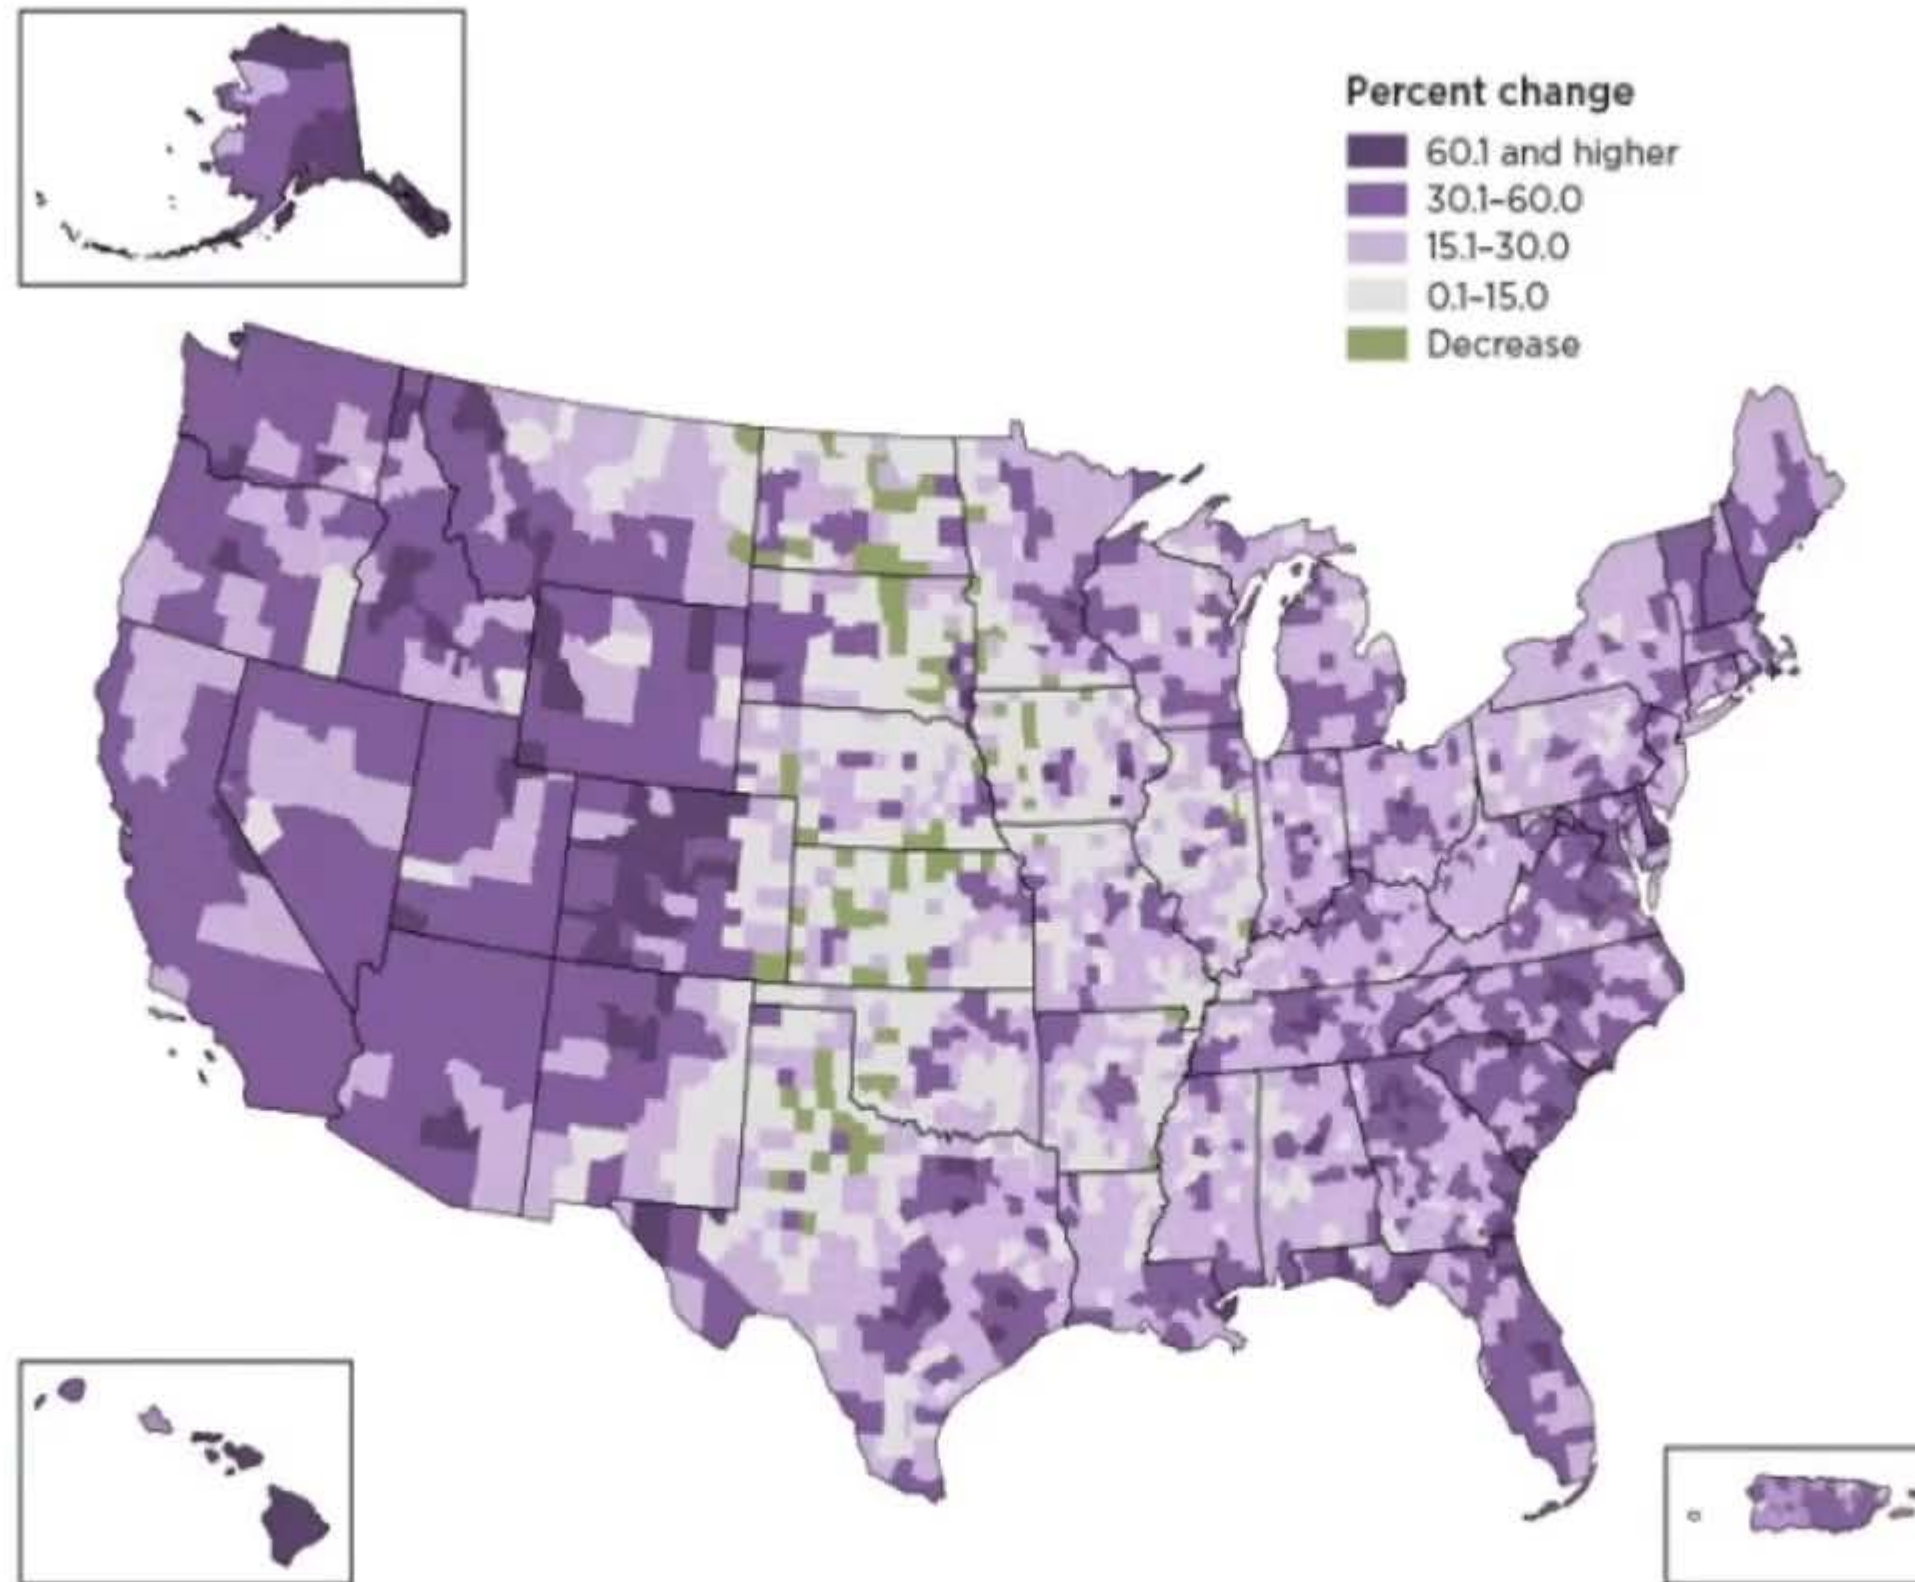 Percent change
60.1 and higher
30.1–60.0
15.1–30.0
0.1–15.0
Decrease